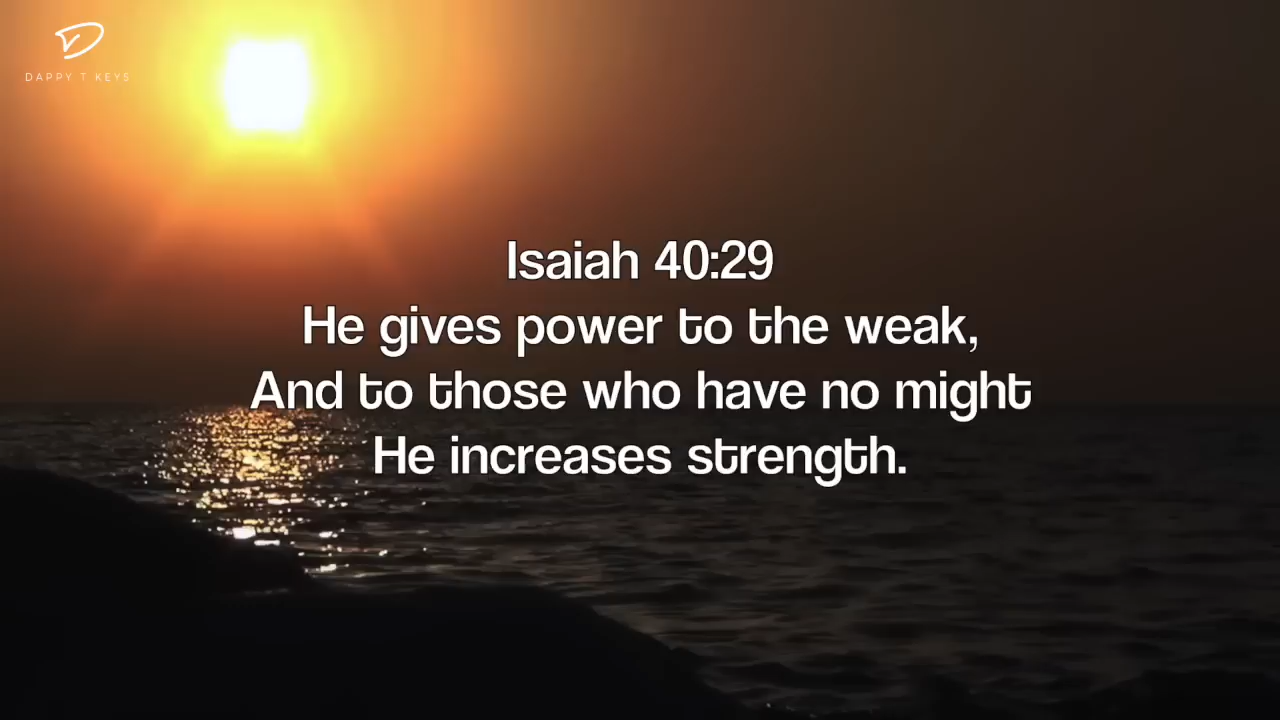 DAPPY T KEYS
Isaiah 40:29
He gives power to the weak,
And to those who have no might
He increases strength.